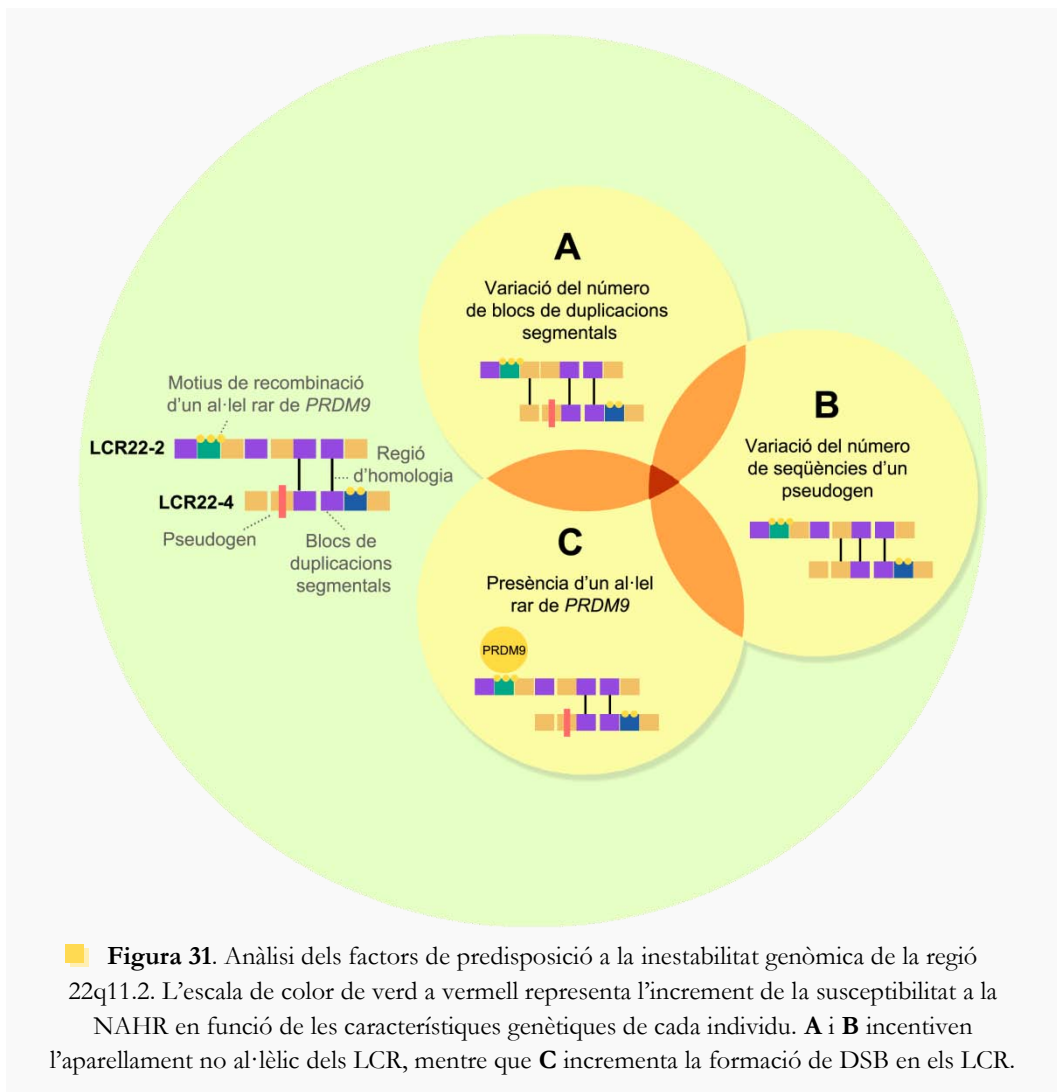 A
Variació del número
de blocs de duplicacions
segmentals
Motius de recombinació
d'un al·lel rar de PRDM9
LCR22-2
Regió
d'homologia
LCR22-4
Pseudogen
Blocs de
duplicacions
segmentals
B
Variació del número
de seqüències d'un
pseudogen
C
Presència d'un al·lel
rar de PRDM9
PRDM9
Figura 31. Anàlisi dels factors de predisposició a la inestabilitat genòmica de la regió
22q11.2. L'escala de color de verd a vermell representa l'increment de la susceptibilitat a la
NAHR en funció de les característiques genètiques de cada individu. A i B incentiven
l'aparellament no al·lèlic dels LCR, mentre que C incrementa la formació de DSB en els LCR.